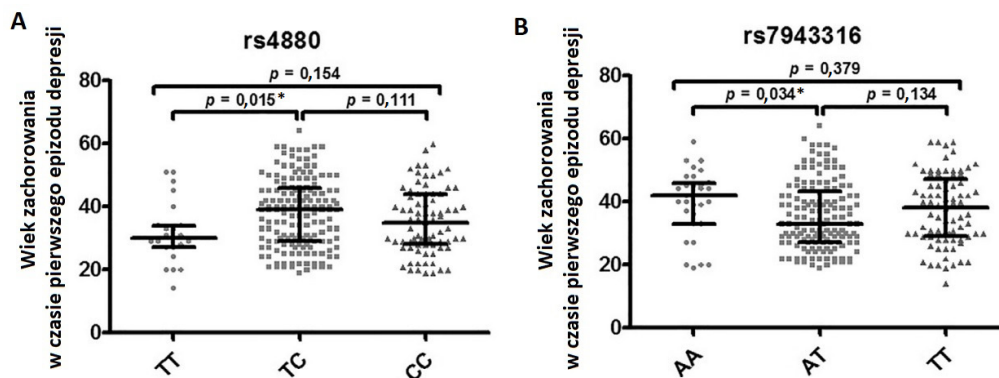 A
rs4880
Wiek zachorowania
w czasie pierwszego epizodu depresji
80
60
40
20
0
p = 0,154
p = 0,015*
p = 0,111
TT
TC
CC
B
rs7943316
Wiek zachorowania
w czasie pierwszego epizodu depresji
80
60
40
20
0
p = 0,379
p = 0,034*
p = 0,134
AA
AT
TT